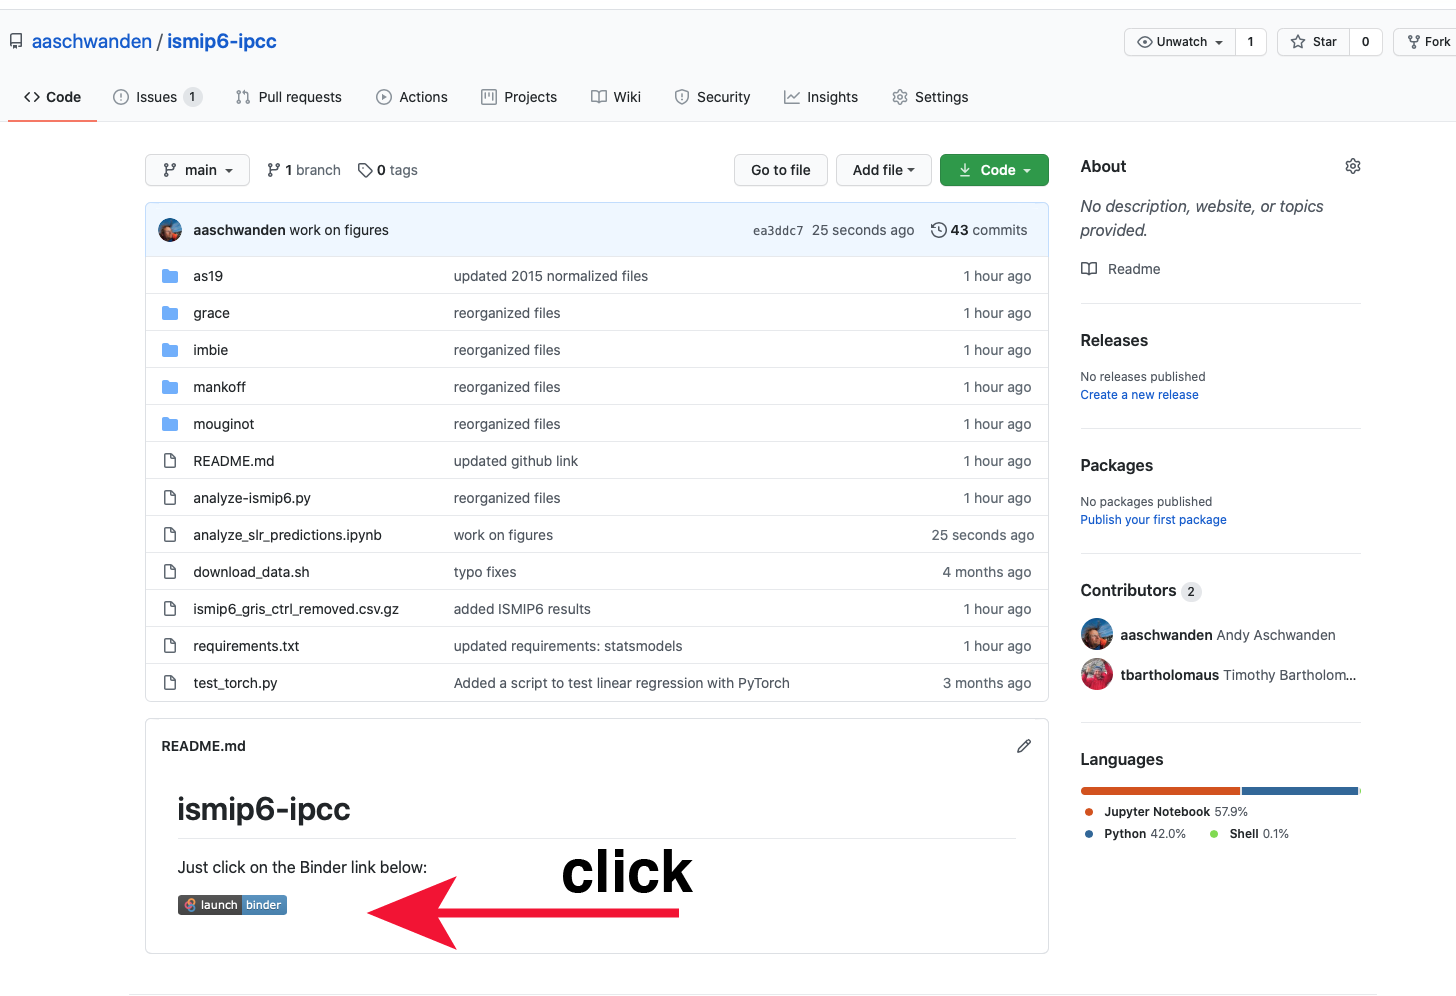 aaschwanden / ismip6-ipcc
Unwatch 1
Star 0
Fork
Code
Issues 1
Pull requests
Actions
Projects
Wiki
Security
Insights
Settings
main
1 branch
0 tags
Go to file
Add file
Code
aaschwanden work on figures
ea3ddc7 25 seconds ago
43 commits
as19 updated 2015 normalized files 1 hour ago
grace reorganized files 1 hour ago
imbie reorganized files 1 hour ago
mankoff reorganized files 1 hour ago
mouginot reorganized files 1 hour ago
README.md updated github link 1 hour ago
analyze-ismip6.py reorganized files 1 hour ago
analyze_slr_predictions.ipynb work on figures 25 seconds ago
download_data.sh typo fixes 4 months ago
ismip6_gris_ctrl_removed.csv.gz added ISMIP6 results 1 hour ago
requirements.txt updated requirements: statsmodels 1 hour ago
test_torch.py Added a script to test linear regression with PyTorch 3 months ago
README.md
ismip6-ipcc
Just click on the Binder link below:
click
launch binder
About
No description, website, or topics
provided.
Readme
Releases
No releases published
Create a new release
Packages
No packages published
Publish your first package
Contributors 2
aaschwanden Andy Aschwanden
tbartholomaus Timothy Bartholom...
Languages
Jupyter Notebook 57.9%
Python 42.0%
Shell 0.1%